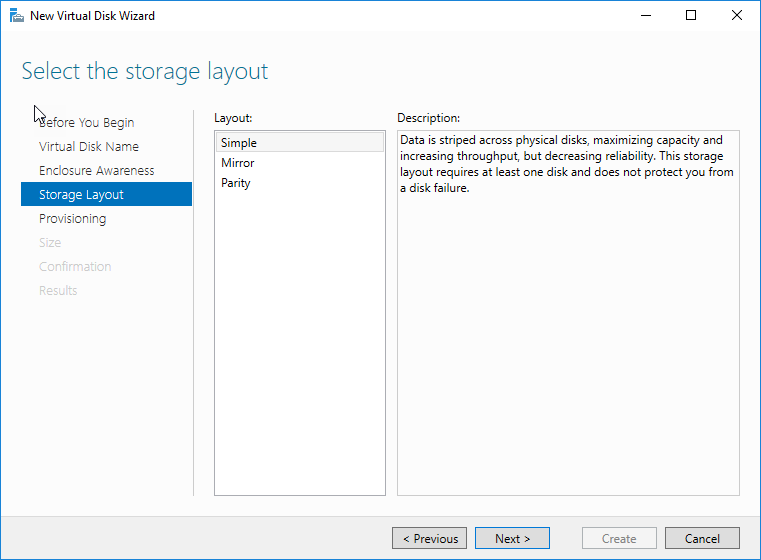 New Virtual Disk Wizard
Select the storage layout
Before You Begin
Virtual Disk Name
Enclosure Awareness
Storage Layout
Provisioning
Size
Confirmation
Results
Layout:
Simple
Mirror
Parity
Description:
Data is striped across physical disks, maximizing capacity and
increasing throughput, but decreasing reliability. This storage
layout requires at least one disk and does not protect you from
a disk failure.
< Previous
Next >
Create
Cancel